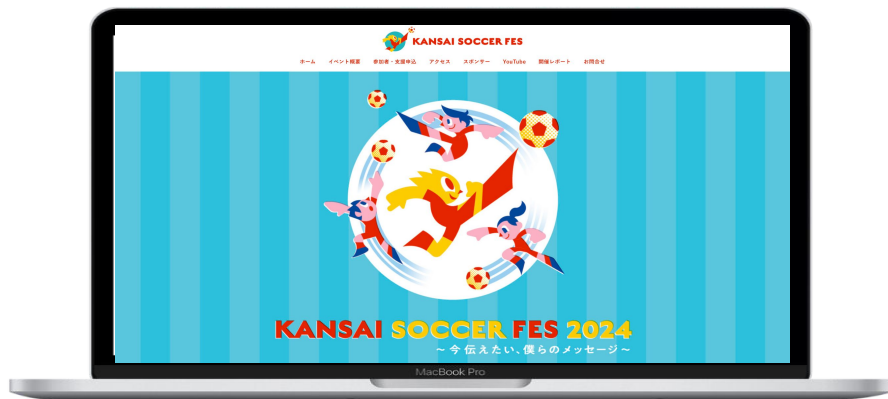 KANSAI SOCCER FES
ホーム イベント概要 参加者・支援申込 アクセス スポンサー YouTube 開催レポート お問合せ
KANSAI SOCCER FES 2024
～今伝えたい、僕らのメッセージ～
MacBook Pro